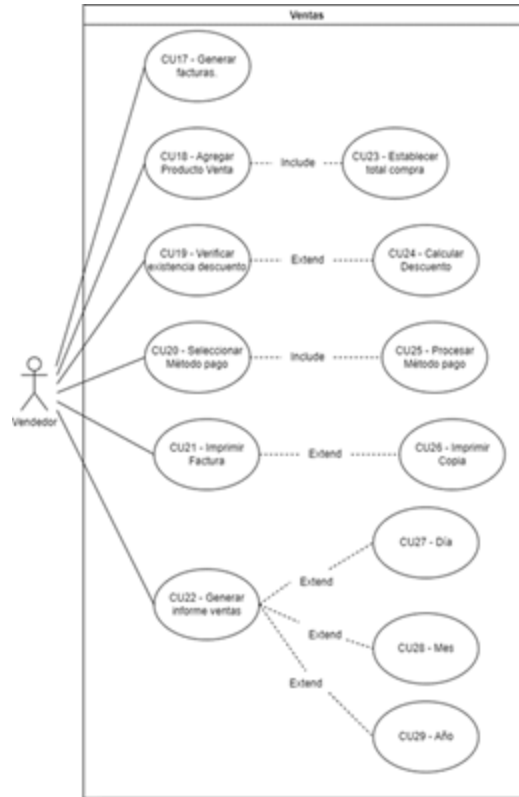 Ventas
CU17 - Generar
facturas.
CU18 - Agregar
Producto Venta
Include
CU23 - Establecer
total compra
CU19 - Verificar
existencia descuento
Extend
CU24 - Calcular
Descuento
CU20 - Seleccionar
Método pago
Include
CU25 - Procesar
Método pago
Vendedor
CU21 - Imprimir
Factura
Extend
CU26 - Imprimir
Copia
CU27 - Día
Extend
CU22 - Generar
informe ventas
Extend
CU28 - Mes
Extend
CU29 - Año